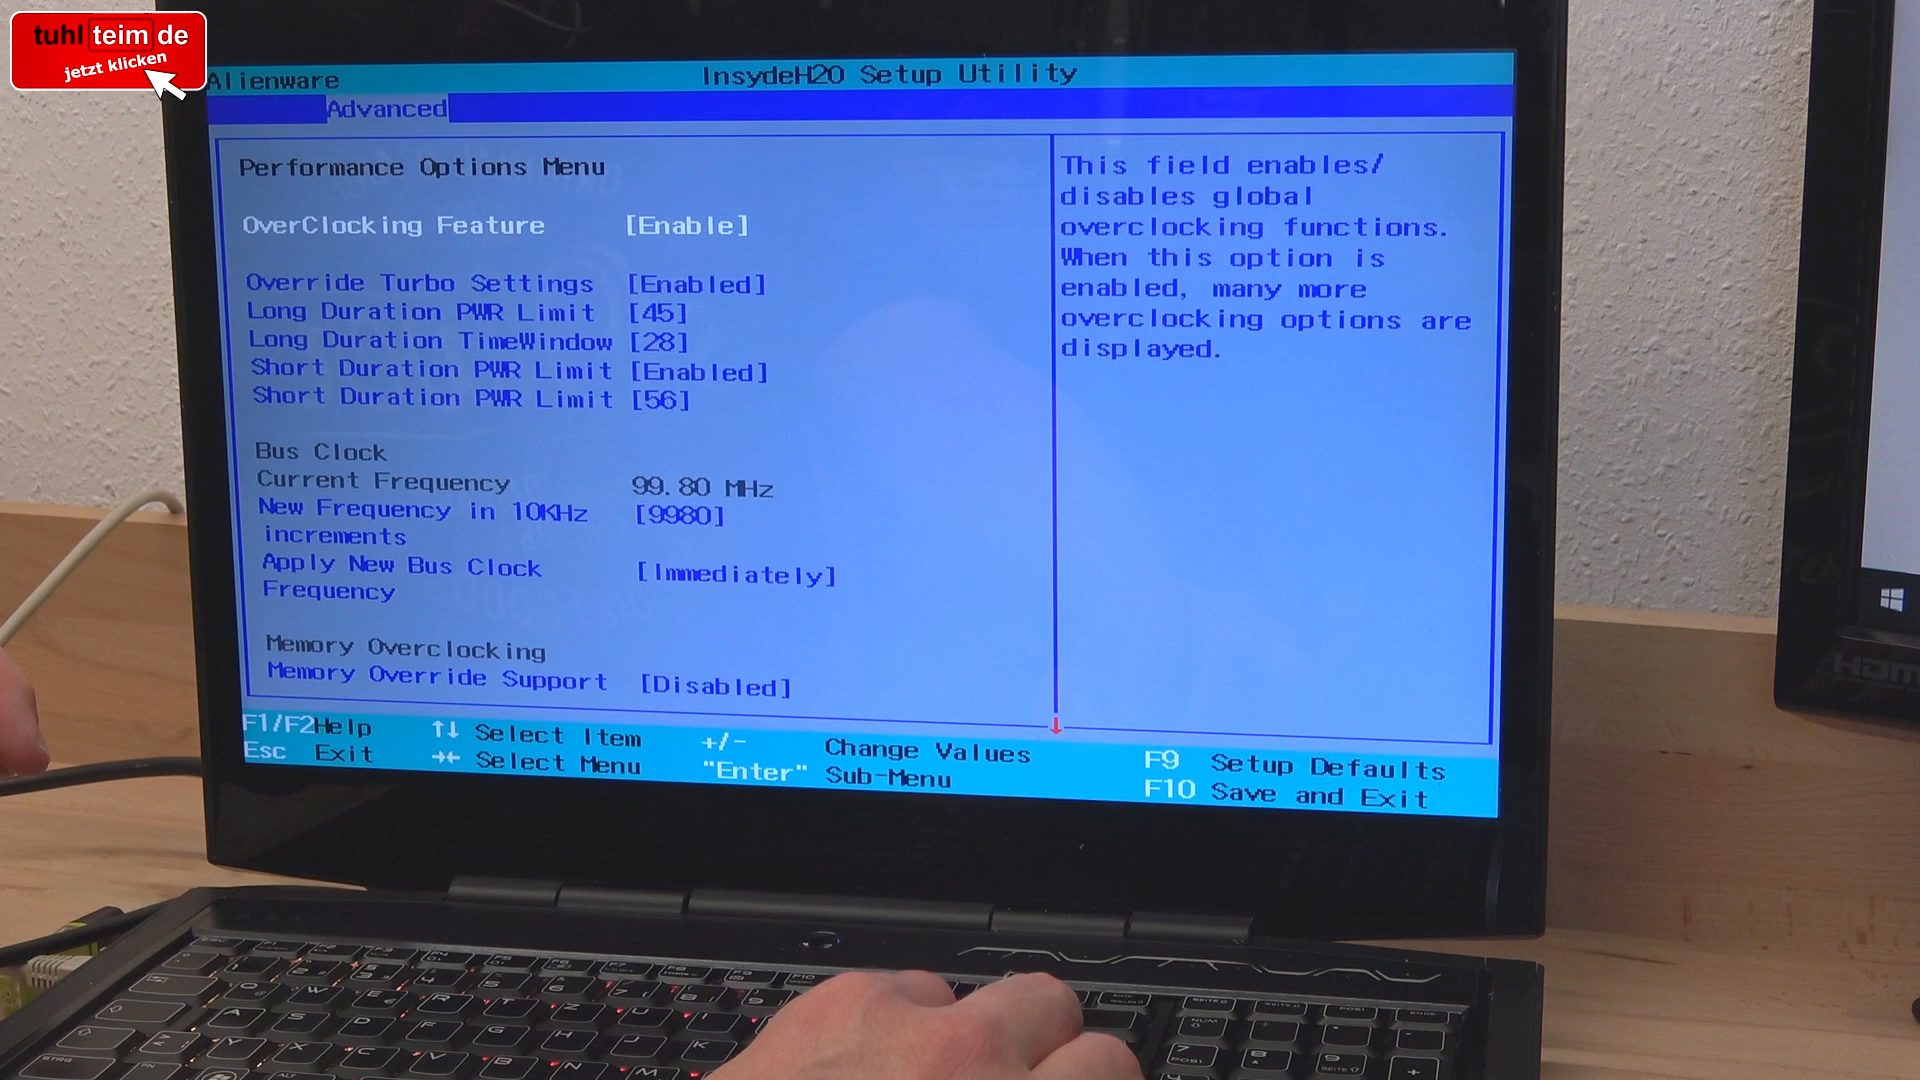 tuhl teim de
jetzt klicken
Alienware
InsydeH2O Setup Utility
Advanced
Performance Options Menu
OverClocking Feature [Enable]
Override Turbo Settings [Enabled]
Long Duration PWR Limit [45]
Long Duration TimeWindow [28]
Short Duration PWR Limit [Enabled]
Short Duration PWR Limit [56]
Bus Clock
Current Frequency 99.80 MHz
New Frequency in 10KHz [9980]
increments
Apply New Bus Clock [Immediately]
Frequency
Memory Overclocking
Memory Override Support [Disabled]
This field enables/
disables global
overclocking functions.
When this option is
enabled, many more
overclocking options are
displayed.
F1/F2 Help ↑↓ Select Item +/- Change Values F9 Setup Defaults
Esc Exit →← Select Menu "Enter" Sub-Menu F10 Save and Exit
Q W E R T Z U I
A S D F G H J K
Y X C V B N M